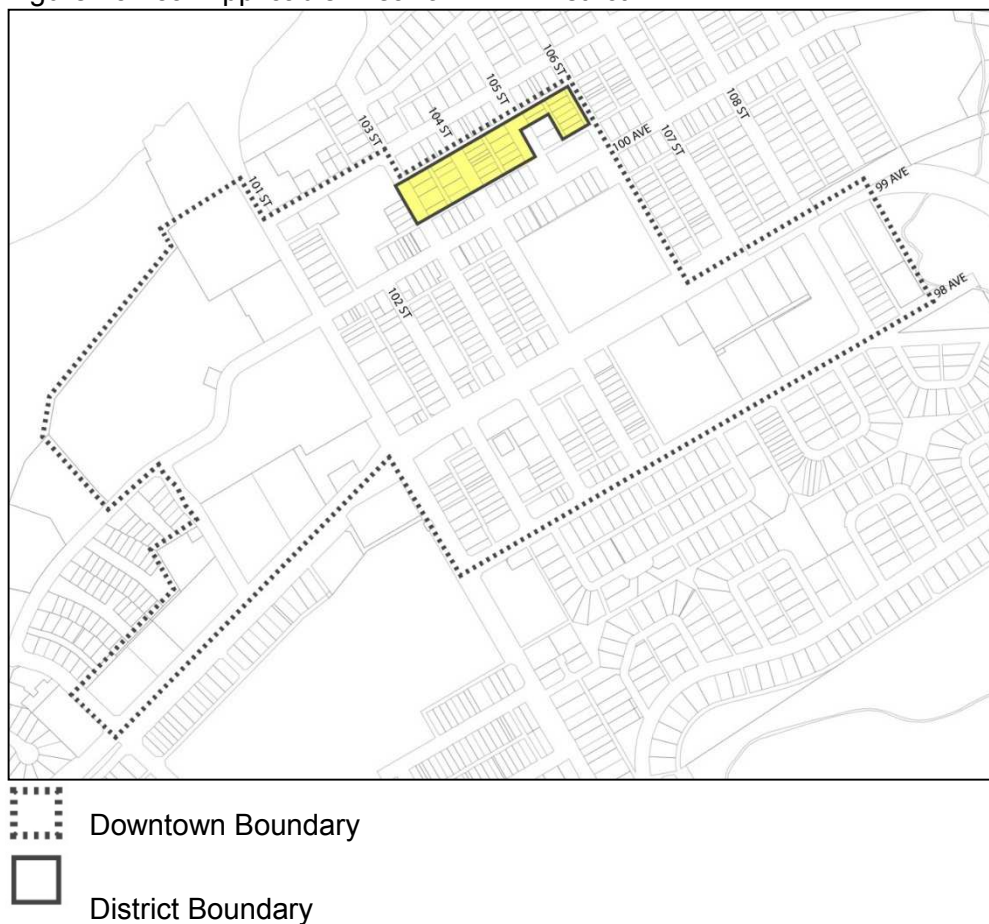 106 ST
105 ST
104 ST
103 ST
108 ST
107 ST
100 AVE
101 ST
99 AVE
98 AVE
102 ST
Downtown Boundary
District Boundary